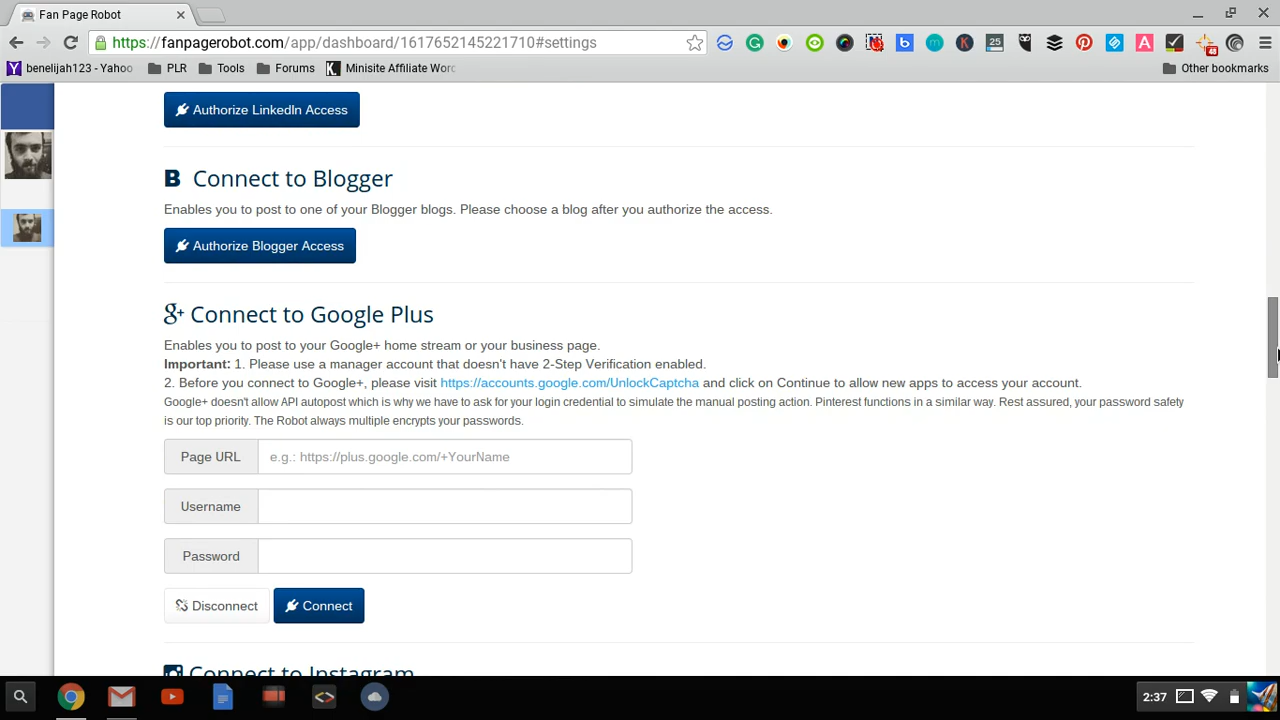 Fan Page Robot
https://fanpagerobot.com/app/dashboard/1617652145221710#settings
25
48
benelijah123 - Yahoo
PLR
Tools
Forums
Minisite Affiliate Wor
Other bookmarks
Authorize LinkedIn Access
B Connect to Blogger
Enables you to post to one of your Blogger blogs. Please choose a blog after you authorize the access.
Authorize Blogger Access
g+ Connect to Google Plus
Enables you to post to your Google+ home stream or your business page.
Important: 1. Please use a manager account that doesn't have 2-Step Verification enabled.
2. Before you connect to Google+, please visit https://accounts.google.com/UnlockCaptcha and click on Continue to allow new apps to access your account.
Google+ doesn't allow API autopost which is why we have to ask for your login credential to simulate the manual posting action. Pinterest functions in a similar way. Rest assured, your password safety
is our top priority. The Robot always multiple encrypts your passwords.
Page URL
e.g.: https://plus.google.com/+YourName
Username
Password
Disconnect
Connect
Connect to Instagram
2:37